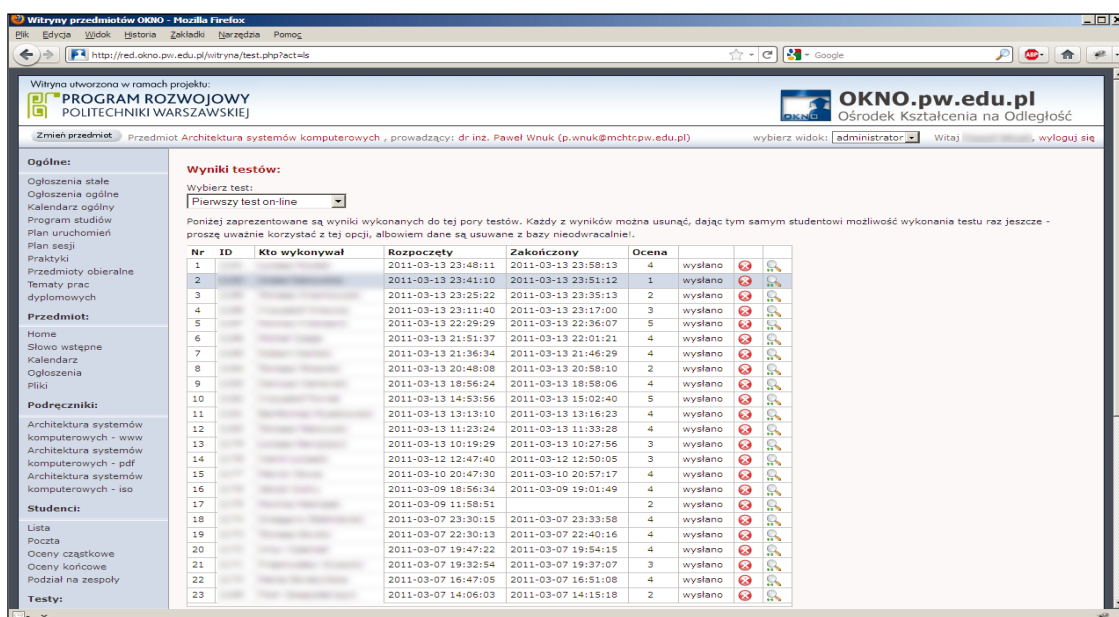 Witryny przedmiotów OKNO - Mozilla Firefox
Plik Edycja Widok Historia Zakładki Narzędzia Pomoc
http://red.okno.pw.edu.pl/witryna/test.php?act=ls
Google
ABP
Witryna utworzona w ramach projektu:
PROGRAM ROZWOJOWY
POLITECHNIKI WARSZAWSKIEJ
OKNO
OKNO.pw.edu.pl
Ośrodek Kształcenia na Odległość
Zmień przedmiot Przedmiot Architektura systemów komputerowych , prowadzący: dr inż. Paweł Wnuk (p.wnuk@mchtr.pw.edu.pl) wybierz widok: administrator Witaj , wyloguj się
Ogólne:
Ogłoszenia stałe
Ogłoszenia ogólne
Kalendarz ogólny
Program studiów
Plan uruchomień
Plan sesji
Praktyki
Przedmioty obieralne
Tematy prac
dyplomowych
Przedmiot:
Home
Słowo wstępne
Kalendarz
Ogłoszenia
Pliki
Podręczniki:
Architektura systemów
komputerowych - www
Architektura systemów
komputerowych - pdf
Architektura systemów
komputerowych - iso
Studenci:
Lista
Poczta
Oceny cząstkowe
Oceny końcowe
Podział na zespoły
Testy:
Wyniki testów:
Wybierz test:
Pierwszy test on-line
Poniżej zaprezentowane są wyniki wykonanych do tej pory testów. Każdy z wyników można usunąć, dając tym samym studentowi możliwość wykonania testu raz jeszcze -
proszę uważnie korzystać z tej opcji, albowiem dane są usuwane z bazy nieodwracalnie!.
Nr ID Kto wykonywał Rozpoczęty Zakończony Ocena
1 2011-03-13 23:48:11 2011-03-13 23:58:13 4 wysłano
2 2011-03-13 23:41:10 2011-03-13 23:51:12 1 wysłano
3 2011-03-13 23:25:22 2011-03-13 23:35:13 2 wysłano
4 2011-03-13 23:11:40 2011-03-13 23:17:00 3 wysłano
5 2011-03-13 22:29:29 2011-03-13 22:36:07 5 wysłano
6 2011-03-13 21:51:37 2011-03-13 22:01:21 4 wysłano
7 2011-03-13 21:36:34 2011-03-13 21:46:29 4 wysłano
8 2011-03-13 20:48:08 2011-03-13 20:58:10 2 wysłano
9 2011-03-13 18:56:24 2011-03-13 18:58:06 4 wysłano
10 2011-03-13 14:53:56 2011-03-13 15:02:40 5 wysłano
11 2011-03-13 13:13:10 2011-03-13 13:16:23 4 wysłano
12 2011-03-13 11:23:24 2011-03-13 11:33:28 4 wysłano
13 2011-03-13 10:19:29 2011-03-13 10:27:56 3 wysłano
14 2011-03-12 12:47:40 2011-03-12 12:50:05 3 wysłano
15 2011-03-10 20:47:30 2011-03-10 20:57:17 4 wysłano
16 2011-03-09 18:56:34 2011-03-09 19:01:49 4 wysłano
17 2011-03-09 11:58:51 2 wysłano
18 2011-03-07 23:30:15 2011-03-07 23:33:58 4 wysłano
19 2011-03-07 22:30:13 2011-03-07 22:40:16 4 wysłano
20 2011-03-07 19:47:22 2011-03-07 19:54:15 4 wysłano
21 2011-03-07 19:32:54 2011-03-07 19:37:07 3 wysłano
22 2011-03-07 16:47:05 2011-03-07 16:51:08 4 wysłano
23 2011-03-07 14:06:03 2011-03-07 14:15:18 2 wysłano